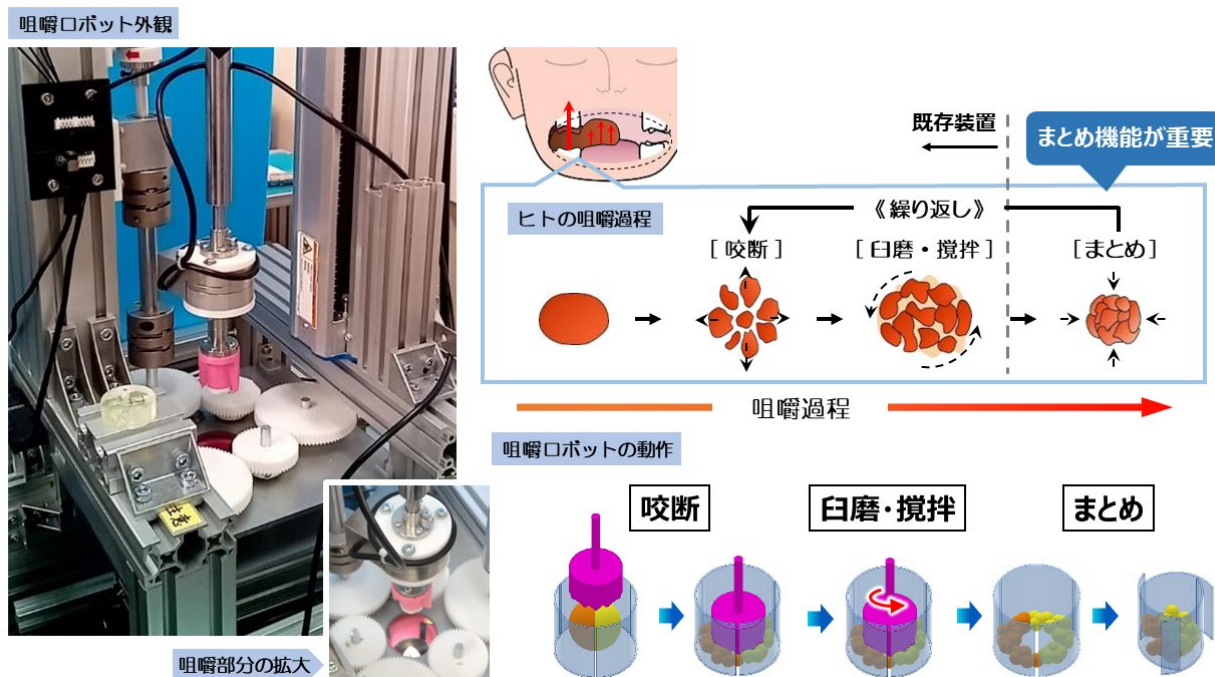 咀嚼ロボット外観
既存装置
まとめ機能が重要
ヒトの咀嚼過程
《繰り返し》
[咬断]
[臼磨・撹拌]
[まとめ]
咀嚼過程
咀嚼ロボットの動作
咬断
臼磨・撹拌
まとめ
咀嚼部分の拡大